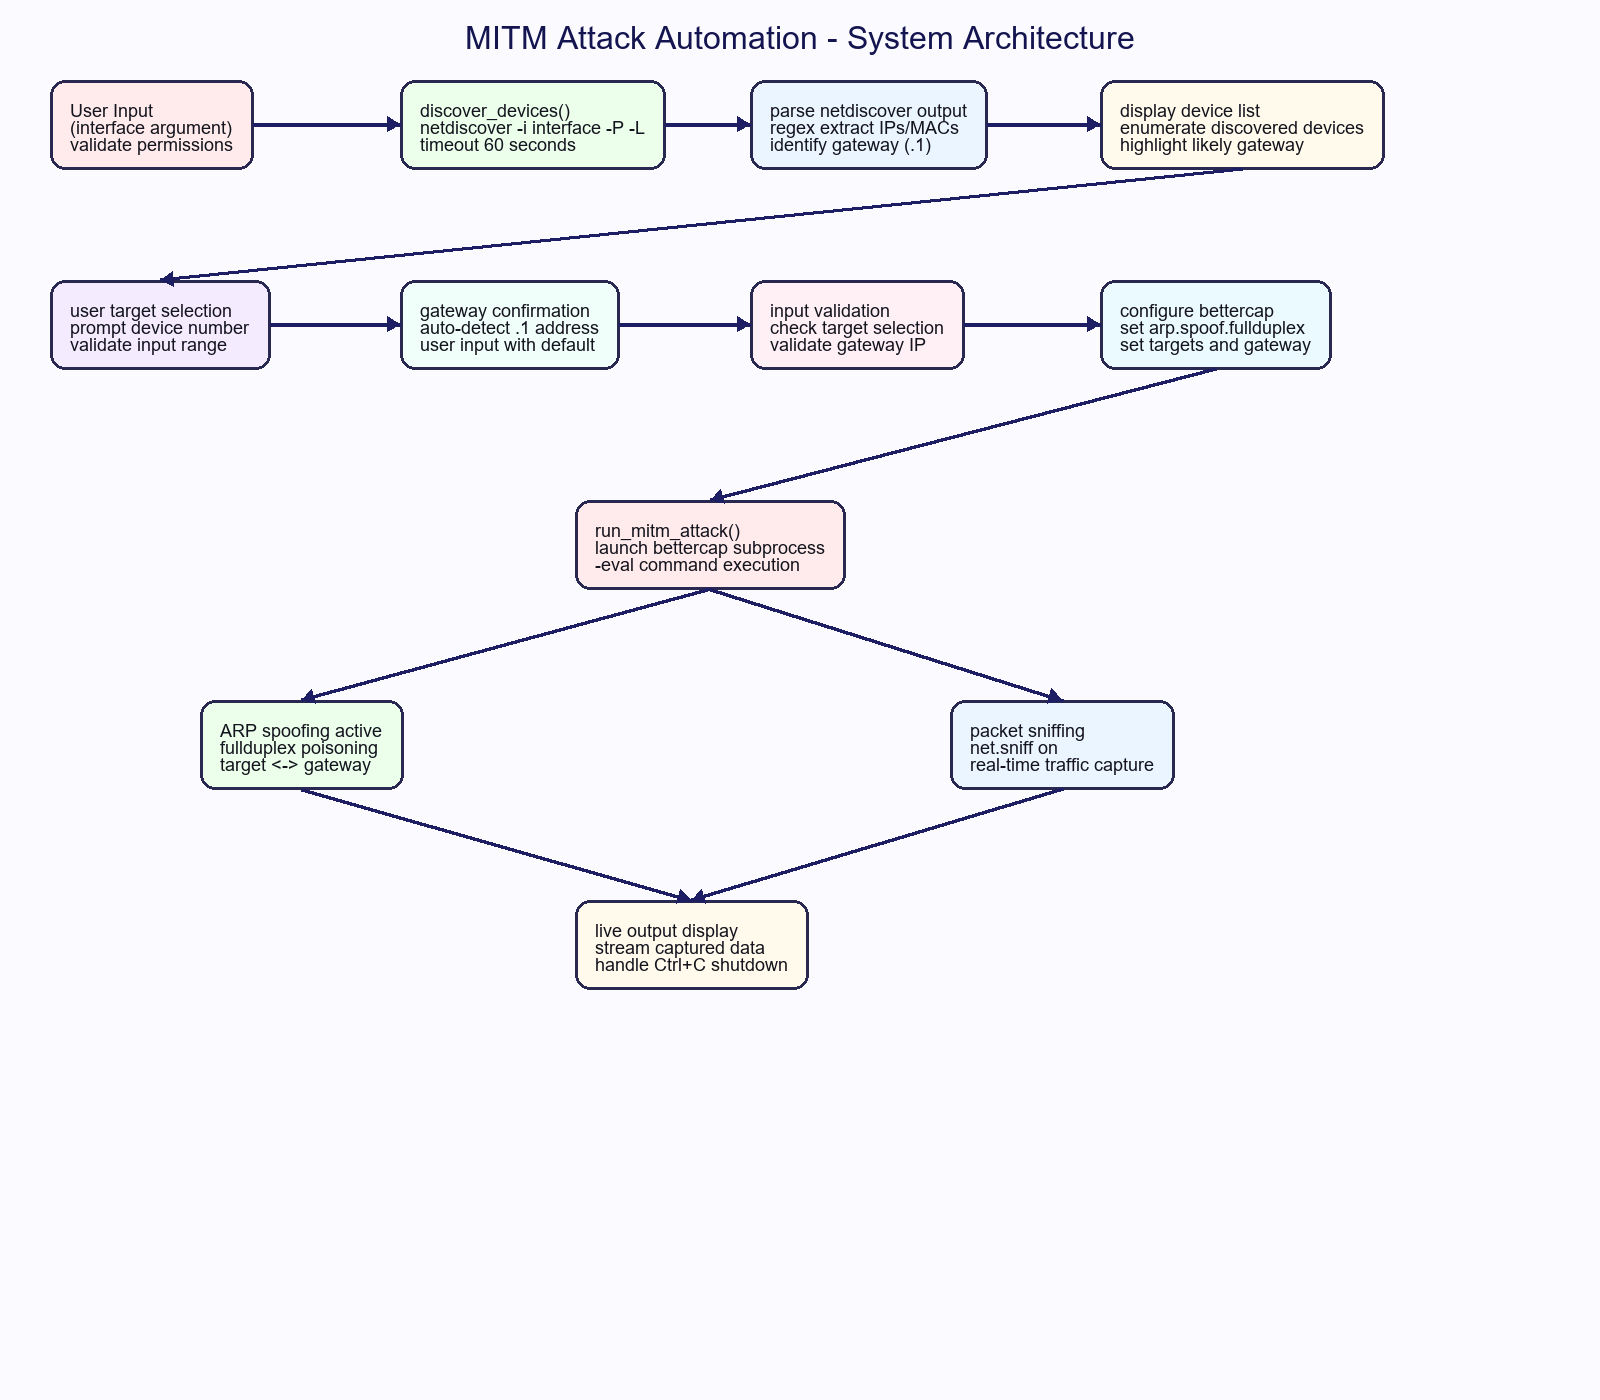 MITM Attack Automation - System Architecture
User Input
(interface argument)
validate permissions
discover_devices()
netdiscover -i interface -P -L
timeout 60 seconds
parse netdiscover output
regex extract IPs/MACs
identify gateway (.1)
display device list
enumerate discovered devices
highlight likely gateway
user target selection
prompt device number
validate input range
gateway confirmation
auto-detect .1 address
user input with default
input validation
check target selection
validate gateway IP
configure bettercap
set arp.spoof.fullduplex
set targets and gateway
run_mitm_attack()
launch bettercap subprocess
-eval command execution
ARP spoofing active
fullduplex poisoning
target <-> gateway
packet sniffing
net.sniff on
real-time traffic capture
live output display
stream captured data
handle Ctrl+C shutdown